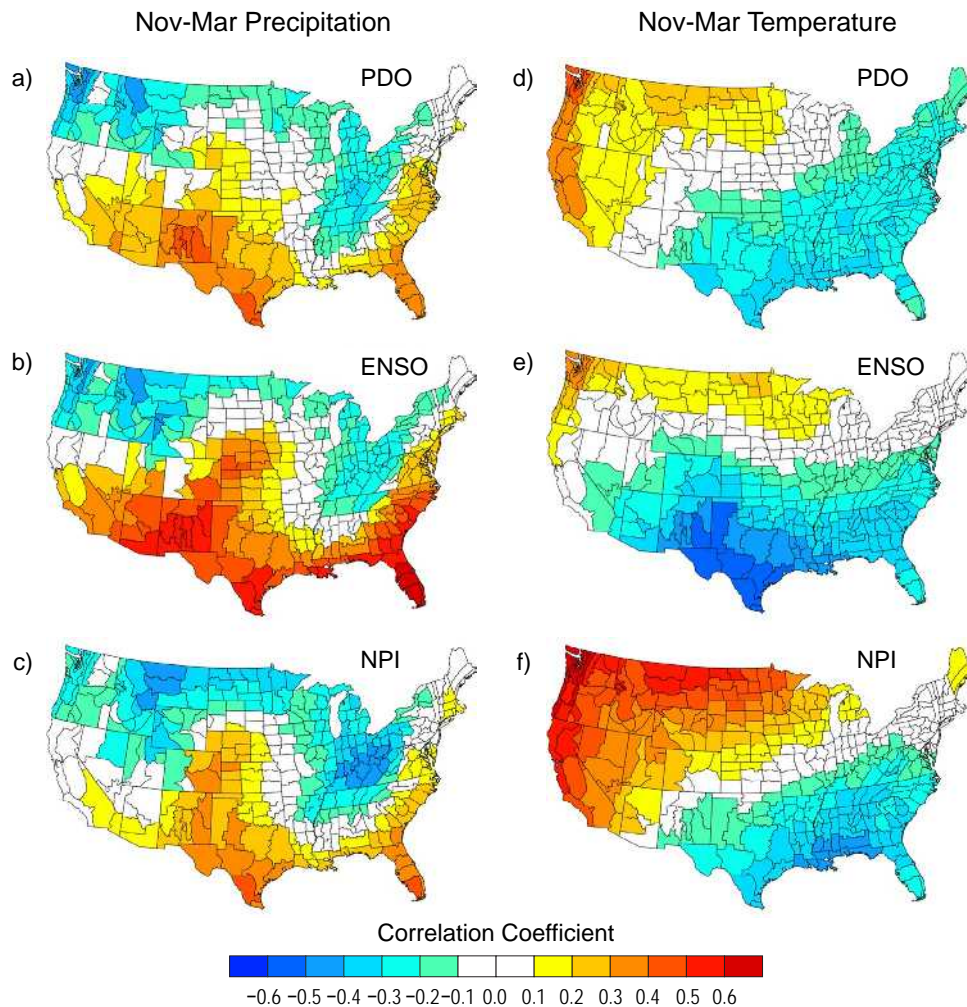 Nov-Mar Precipitation
Nov-Mar Temperature
a)
PDO
d)
PDO
b)
ENSO
e)
ENSO
c)
NPI
f)
NPI
Correlation Coefficient
−0.6 −0.5 −0.4 −0.3 −0.2 −0.1 0.0 0.1 0.2 0.3 0.4 0.5 0.6